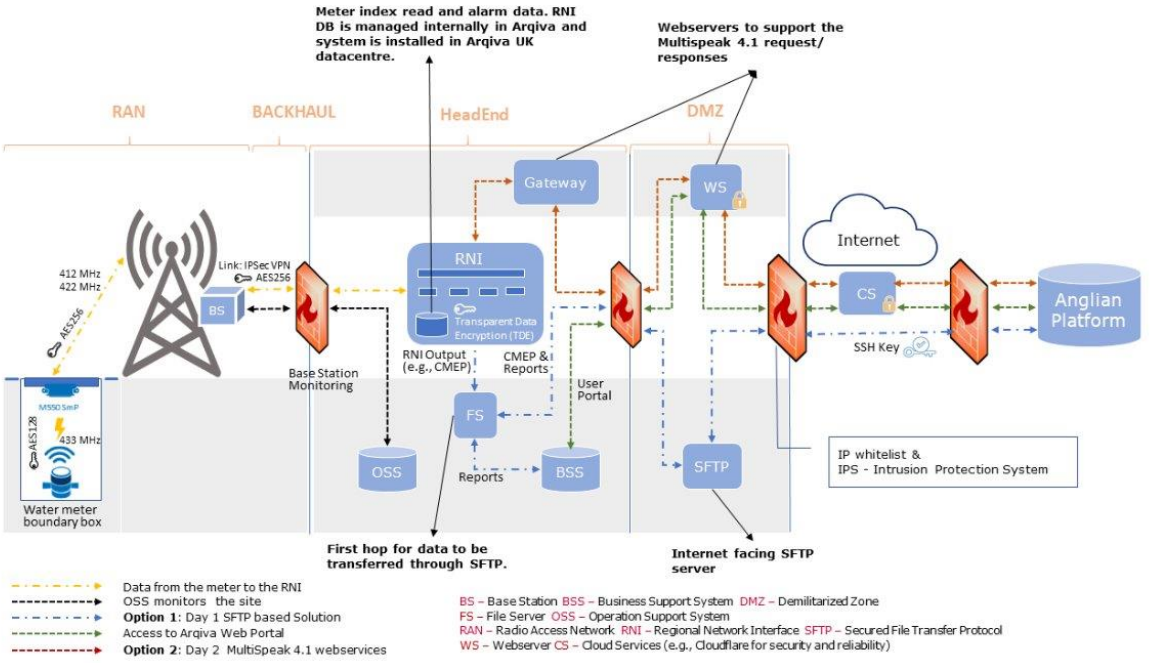 Meter index read and alarm data. RNI
DB is managed internally in Arqiva and
system is installed in Arqiva UK
datacentre.
Webservers to support the
Multispeak 4.1 request/
responses
RAN
BACKHAUL
HeadEnd
DMZ
Gateway
WS
Internet
412 MHz
422 MHz
Link: IPSec VPN
AES256
AES256
BS
RNI
Transparent Data
Encryption (TDE)
CS
Anglian
Platform
SSH Key
Base Station
Monitoring
RNI Output
(e.g., CMEP)
CMEP &
Reports
User
Portal
M550 SmP
AES128
433 MHz
Water meter
boundary box
FS
OSS
Reports
BSS
SFTP
IP whitelist &
IPS - Intrusion Protection System
First hop for data to be
transferred through SFTP.
Internet facing SFTP
server
Data from the meter to the RNI
OSS monitors the site
Option 1: Day 1 SFTP based Solution
Access to Arqiva Web Portal
Option 2: Day 2 MultiSpeak 4.1 webservices
BS – Base Station BSS – Business Support System DMZ – Demilitarized Zone
FS – File Server OSS – Operation Support System
RAN – Radio Access Network RNI – Regional Network Interface SFTP – Secured File Transfer Protocol
WS – Webserver CS – Cloud Services (e.g., Cloudflare for security and reliability)